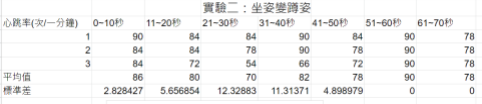 實驗二：坐姿變蹲姿
心跳率(次/一分鐘) 0~10秒 11~20秒 21~30秒 31~40秒 41~50秒 51~60秒 61~70秒
1 90 84 84 90 84 90 78
2 84 84 78 90 78 90 78
3 84 72 54 66 72 90 78
平均值 86 80 70 82 78 90 78
標準差 2.828427 5.656854 12.32883 11.31371 4.898979 0 0